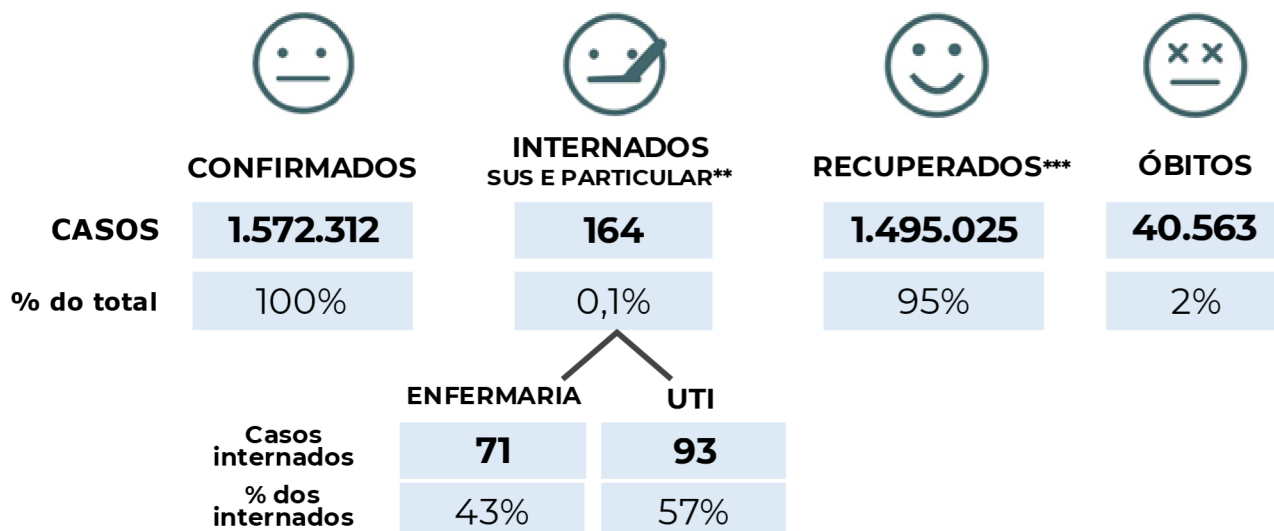 CONFIRMADOS
INTERNADOS
SUS E PARTICULAR**
RECUPERADOS***
ÓBITOS
CASOS
1.572.312
164
1.495.025
40.563
% do total
100%
0,1%
95%
2%
ENFERMARIA
UTI
Casos
internados
71
93
% dos
internados
43%
57%